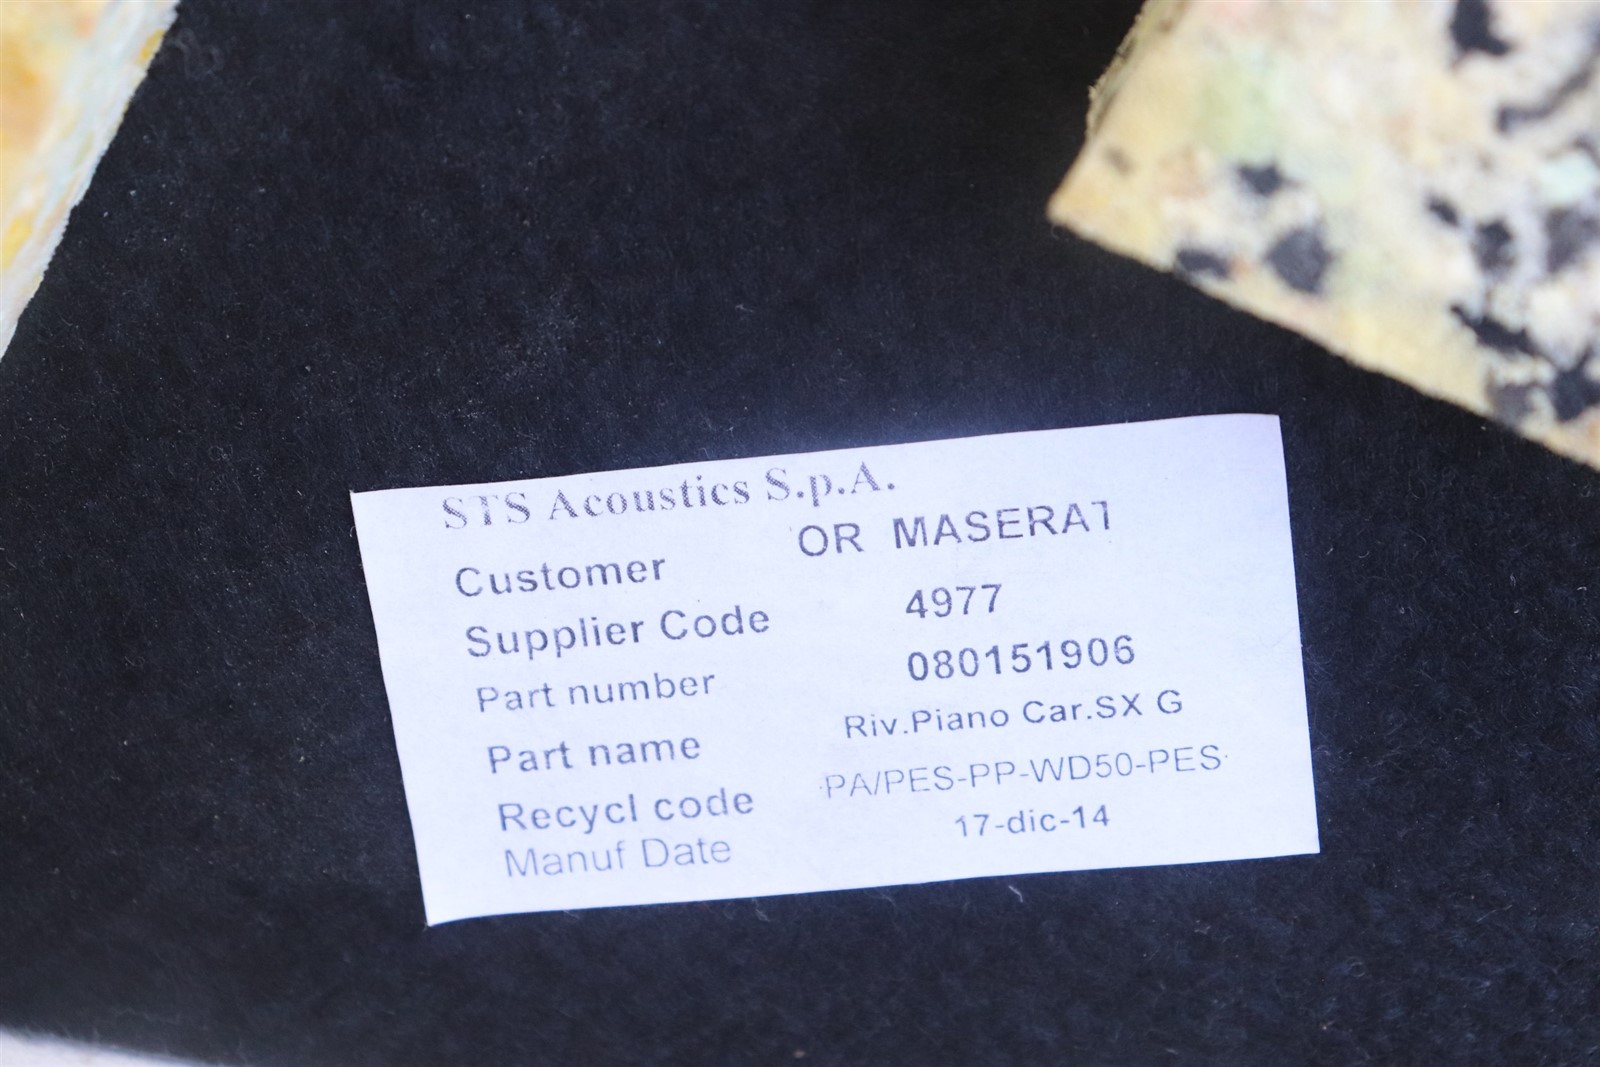 STS Acoustics S.p.A.
Customer OR MASERAT
Supplier Code 4977
Part number 080151906
Part name Riv.Piano Car.SX G
Recycl code PA/PES-PP-WD50-PES
Manuf Date 17-dic-14